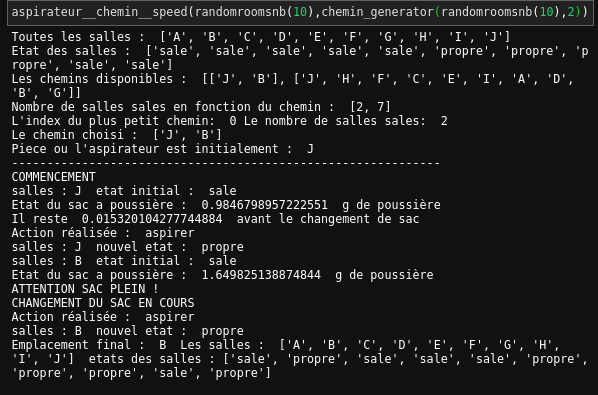 aspirateur__chemin__speed(randomroomsnb(10),chemin_generator(randomroomsnb(10),2))
Toutes les salles :  ['A', 'B', 'C', 'D', 'E', 'F', 'G', 'H', 'I', 'J']
Etat des salles :  ['sale', 'sale', 'sale', 'sale', 'sale', 'propre', 'propre', 'p
ropre', 'sale', 'sale']
Les chemins disponibles :  [['J', 'B'], ['J', 'H', 'F', 'C', 'E', 'I', 'A', 'D',
'B', 'G']]
Nombre de salles sales en fonction du chemin :  [2, 7]
L'index du plus petit chemin:  0 Le nombre de salles sales:  2
Le chemin choisi :  ['J', 'B']
Piece ou l'aspirateur est initialement :  J
-------------------------------------------------------------
COMMENCEMENT
salles : J  etat initial :  sale
Etat du sac a poussière :  0.9846798957222551  g de poussière
Il reste  0.015320104277744884  avant le changement de sac
Action réalisée :  aspirer
salles : J  nouvel etat :  propre
salles : B  etat initial :  sale
Etat du sac a poussière :  1.649825138874844  g de poussière
ATTENTION SAC PLEIN !
CHANGEMENT DU SAC EN COURS
Action réalisée :  aspirer
salles : B  nouvel etat :  propre
Emplacement final :  B  Les salles :  ['A', 'B', 'C', 'D', 'E', 'F', 'G', 'H',
'I', 'J']  etats des salles : ['sale', 'propre', 'sale', 'sale', 'sale', 'propre',
'propre', 'propre', 'sale', 'propre']